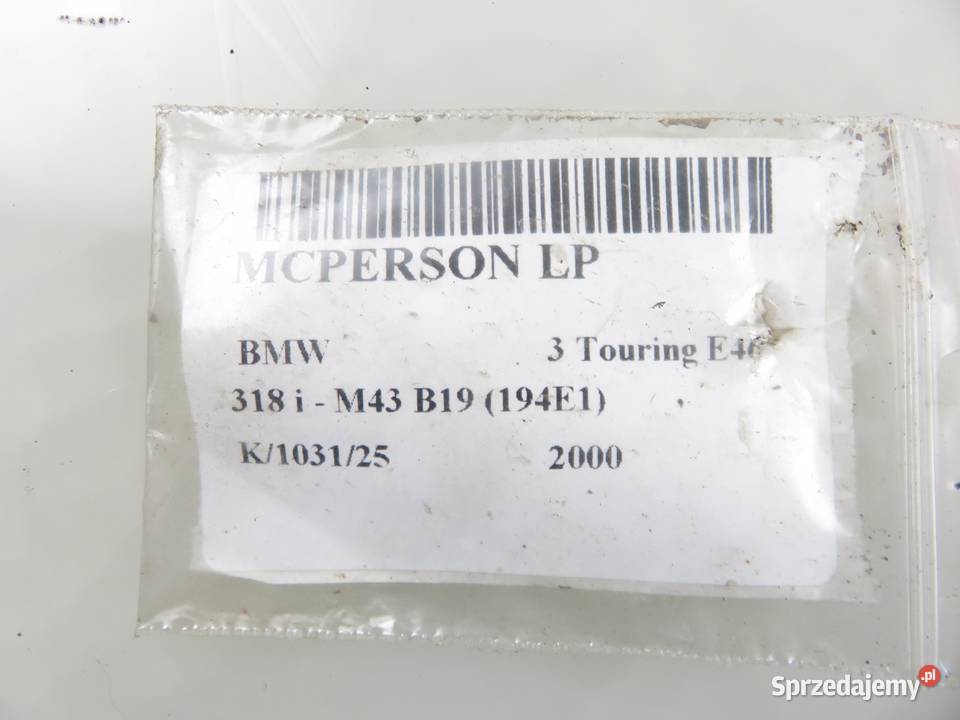 MCPERSON LP
BMW 3 Touring E46
318 i - M43 B19 (194E1)
K/1031/25 2000
Sprzedajemy.pl